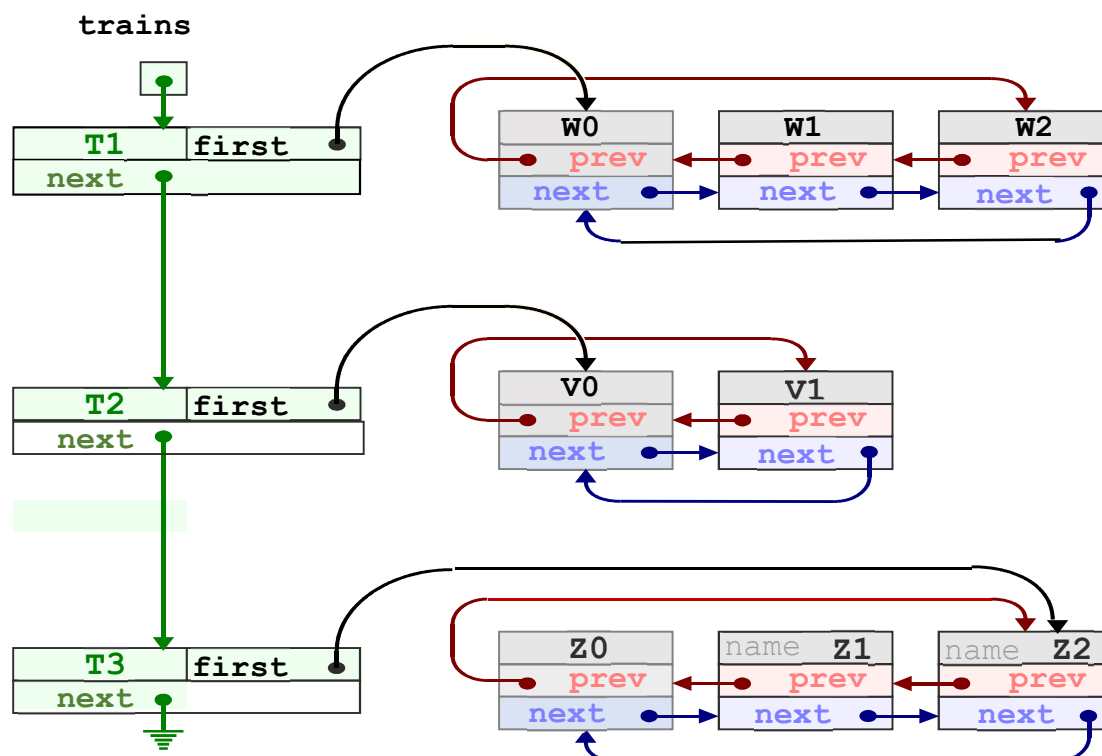 trains
T1 first W0 W1 W2
prev prev prev
next next next next
T2 first V0 V1
prev prev
next next next
T3 first Z0 name Z1 name Z2
prev prev prev
next next next next